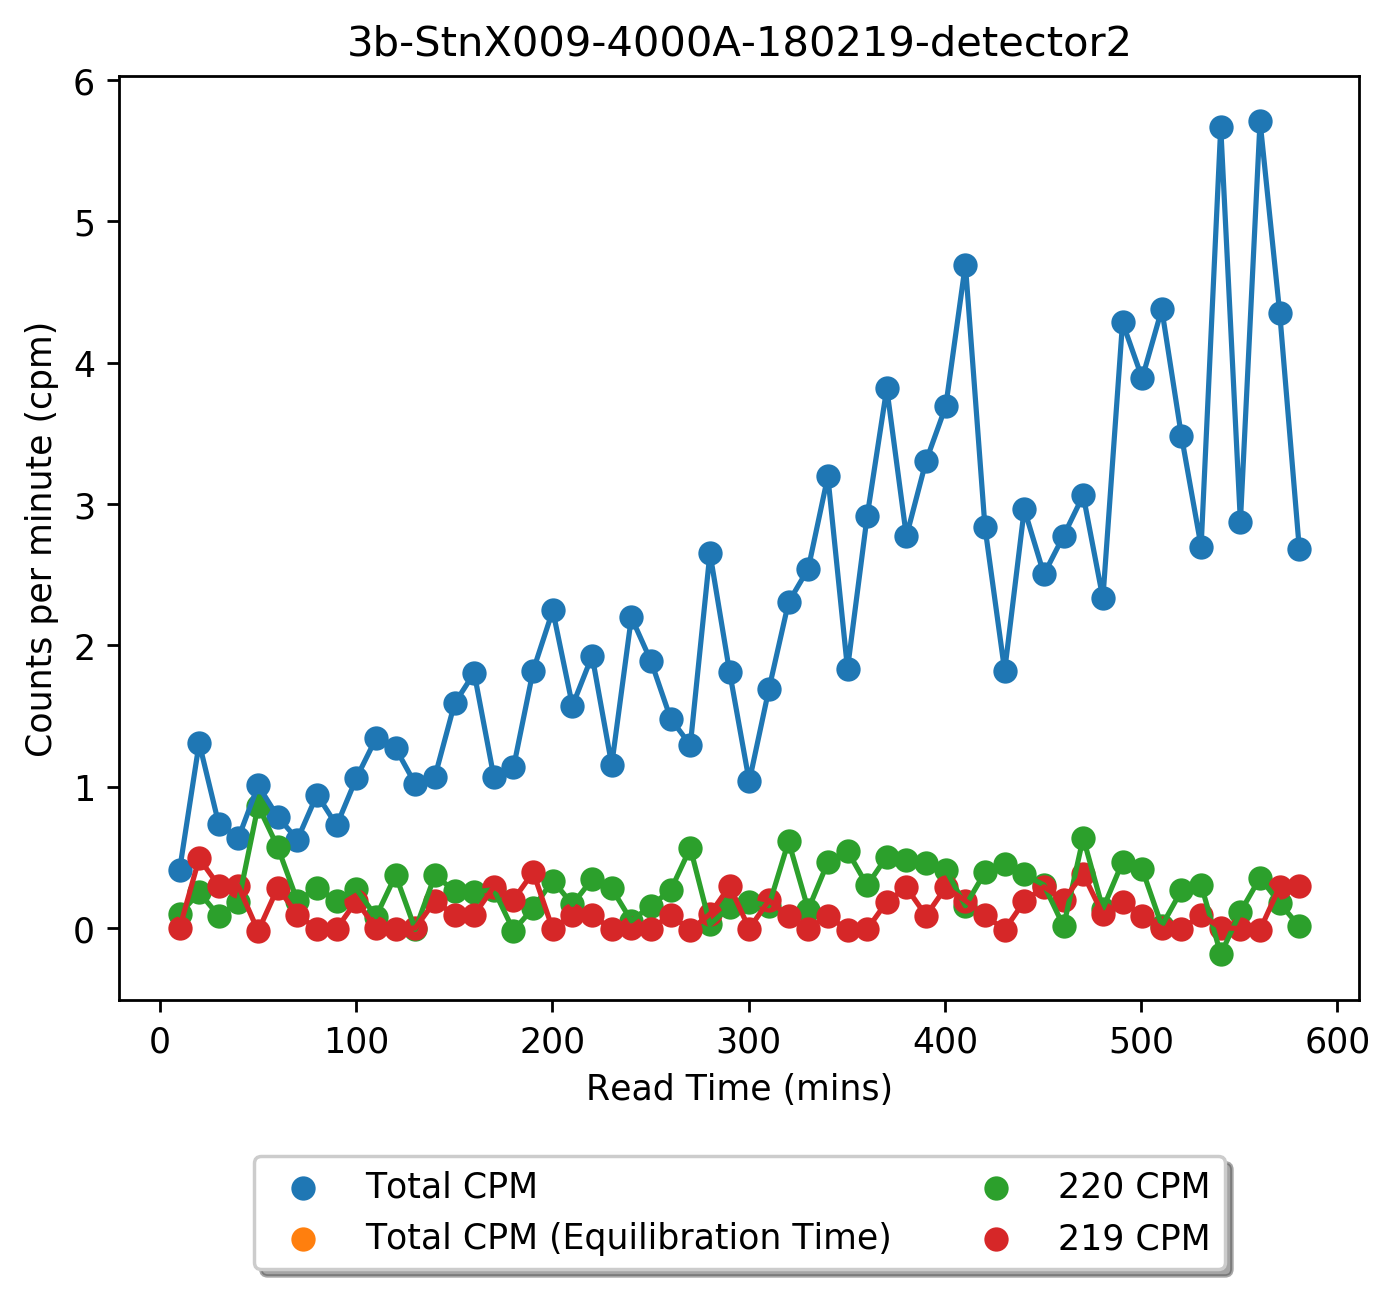 3b-StnX009-4000A-180219-detector2
6
5
4
3
2
1
0
Counts per minute (cpm)
0 100 200 300 400 500 600
Read Time (mins)
Total CPM
Total CPM (Equilibration Time)
220 CPM
219 CPM